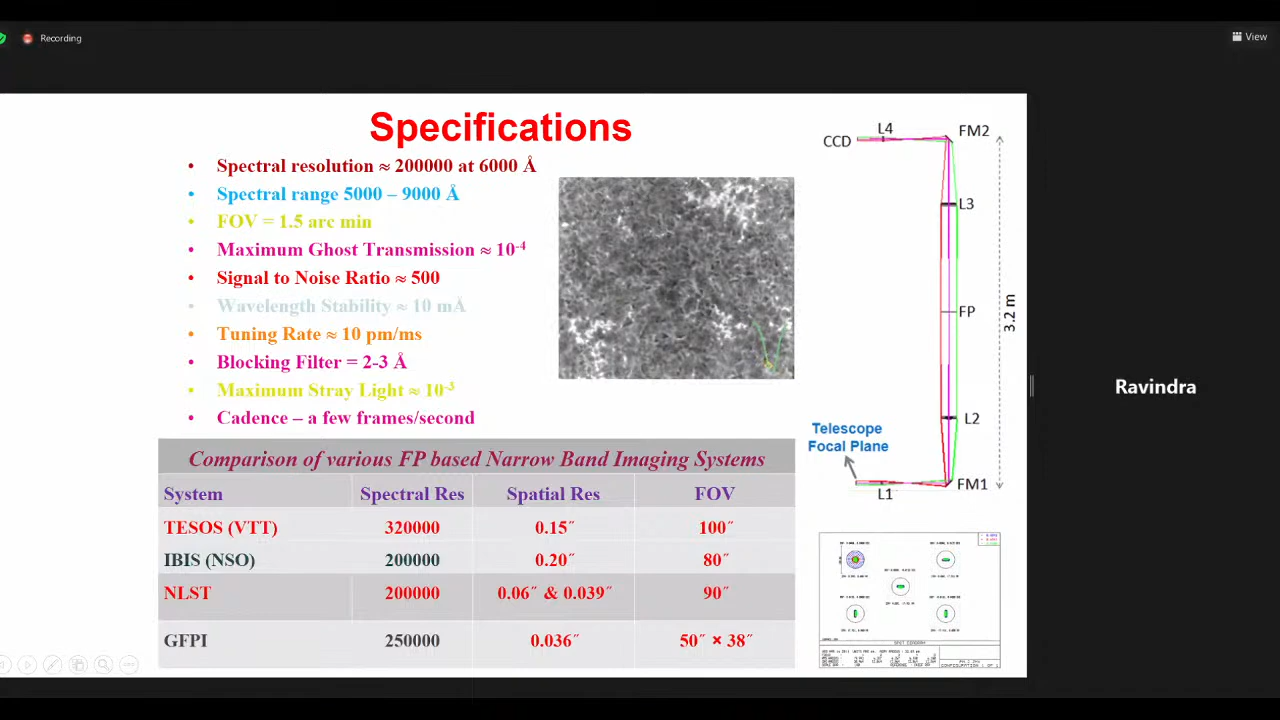 Recording
View
Specifications
• Spectral resolution ≈ 200000 at 6000 Å
• Spectral range 5000 – 9000 Å
• FOV = 1.5 arc min
• Maximum Ghost Transmission ≈ 10⁻⁴
• Signal to Noise Ratio ≈ 500
• Wavelength Stability ≈ 10 mÅ
• Tuning Rate ≈ 10 pm/ms
• Blocking Filter = 2-3 Å
• Maximum Stray Light ≈ 10⁻³
• Cadence – a few frames/second
CCD
L4
FM2
L3
FP
3.2 m
L2
Telescope
Focal Plane
L1
FM1
Comparison of various FP based Narrow Band Imaging Systems
System Spectral Res Spatial Res FOV
TESOS (VTT) 320000 0.15″ 100″
IBIS (NSO) 200000 0.20″ 80″
NLST 200000 0.06″ & 0.039″ 90″
GFPI 250000 0.036″ 50″ × 38″
SPOT DIAGRAM
Ravindra